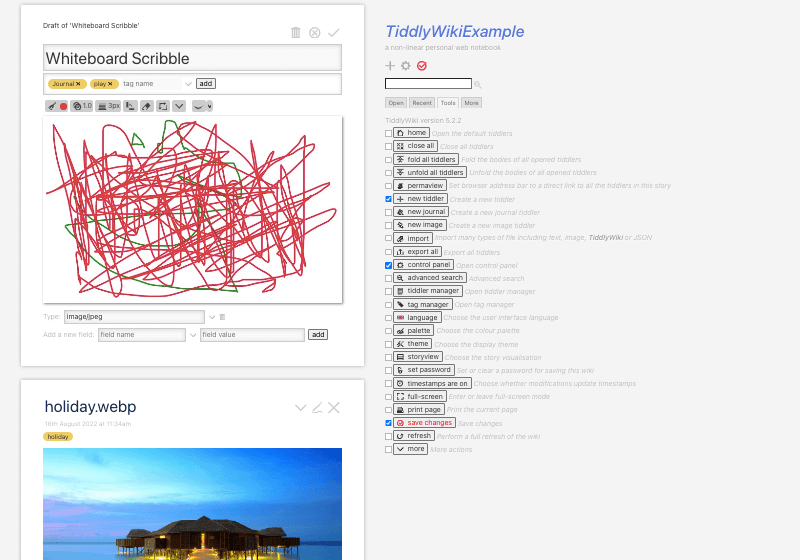 Draft of 'Whiteboard Scribble'
Whiteboard Scribble
Journal × play × tag name add
1.0 3px
Type: image/jpeg
Add a new field: field name field value add
holiday.webp
16th August 2022 at 11:34am
holiday
TiddlyWikiExample
a non-linear personal web notebook
Open Recent Tools More
TiddlyWiki version 5.2.2
home Open the default tiddlers
close all Close all tiddlers
fold all tiddlers Fold the bodies of all opened tiddlers
unfold all tiddlers Unfold the bodies of all opened tiddlers
permaview Set browser address bar to a direct link to all the tiddlers in this story
new tiddler Create a new tiddler
new journal Create a new journal tiddler
new image Create a new image tiddler
import Import many types of file including text, image, TiddlyWiki or JSON
export all Export all tiddlers
control panel Open control panel
advanced search Advanced search
tiddler manager Open tiddler manager
tag manager Open tag manager
language Choose the user interface language
palette Choose the colour palette
theme Choose the display theme
storyview Choose the story visualisation
set password Set or clear a password for saving this wiki
timestamps are on Choose whether modifications update timestamps
full-screen Enter or leave full-screen mode
print page Print the current page
save changes Save changes
refresh Perform a full refresh of the wiki
more More actions